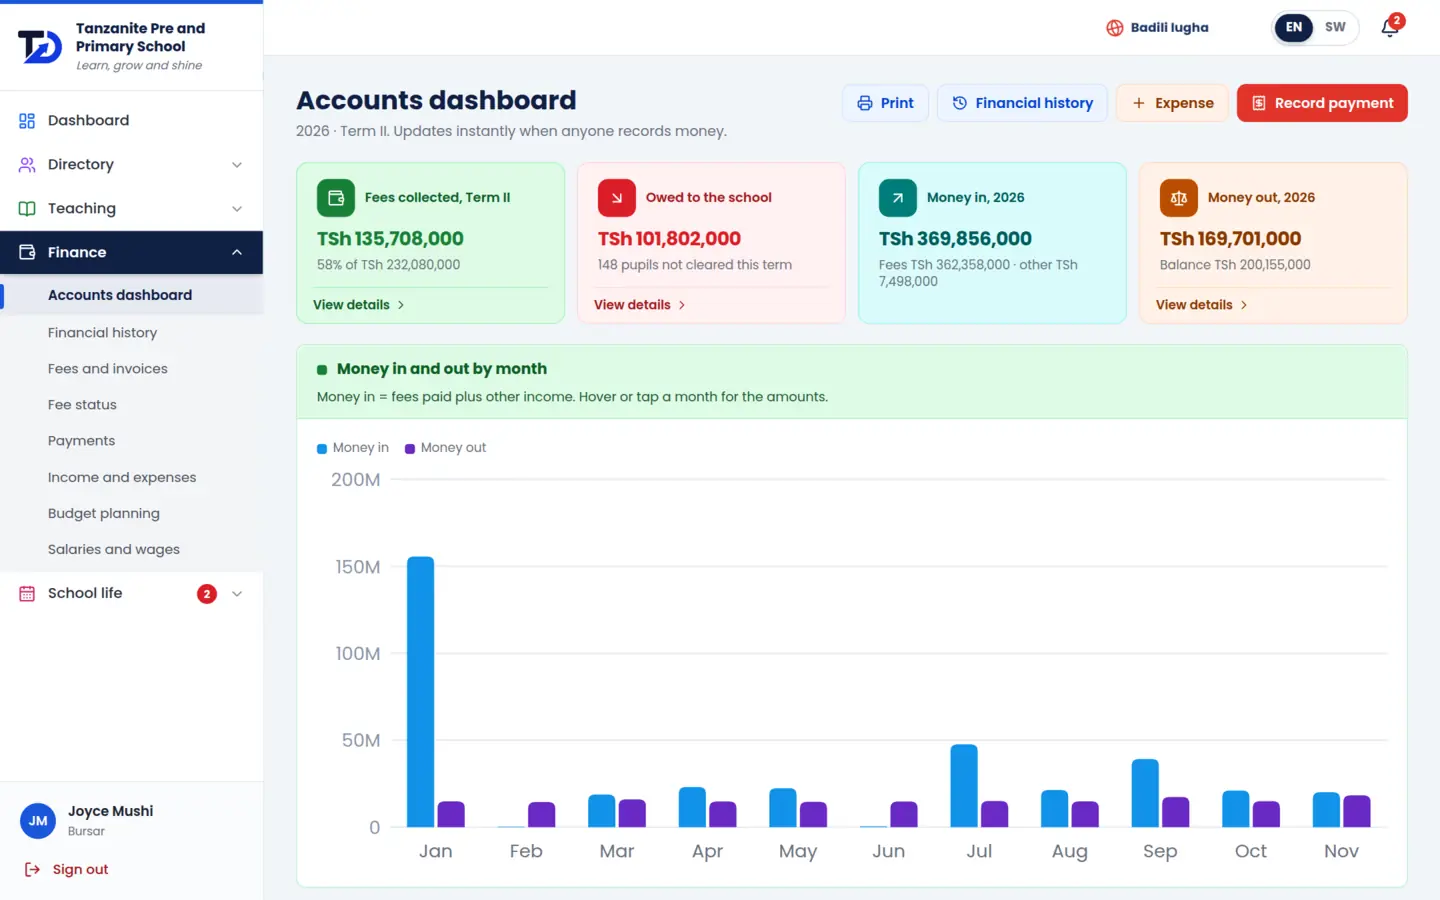 Tanzanite Pre and
Primary School
Learn, grow and shine
Dashboard
Directory
Teaching
Finance
Accounts dashboard
Financial history
Fees and invoices
Fee status
Payments
Income and expenses
Budget planning
Salaries and wages
School life
2
JM
Joyce Mushi
Bursar
Sign out
Badili lugha
EN
SW
2
Accounts dashboard
2026 · Term II. Updates instantly when anyone records money.
Print
Financial history
Expense
Record payment
Fees collected, Term II
TSh 135,708,000
58% of TSh 232,080,000
View details
Owed to the school
TSh 101,802,000
148 pupils not cleared this term
View details
Money in, 2026
TSh 369,856,000
Fees TSh 362,358,000 · other TSh
7,498,000
Money out, 2026
TSh 169,701,000
Balance TSh 200,155,000
View details
Money in and out by month
Money in = fees paid plus other income. Hover or tap a month for the amounts.
Money in
Money out
200M
150M
100M
50M
0
Jan
Feb
Mar
Apr
May
Jun
Jul
Aug
Sep
Oct
Nov